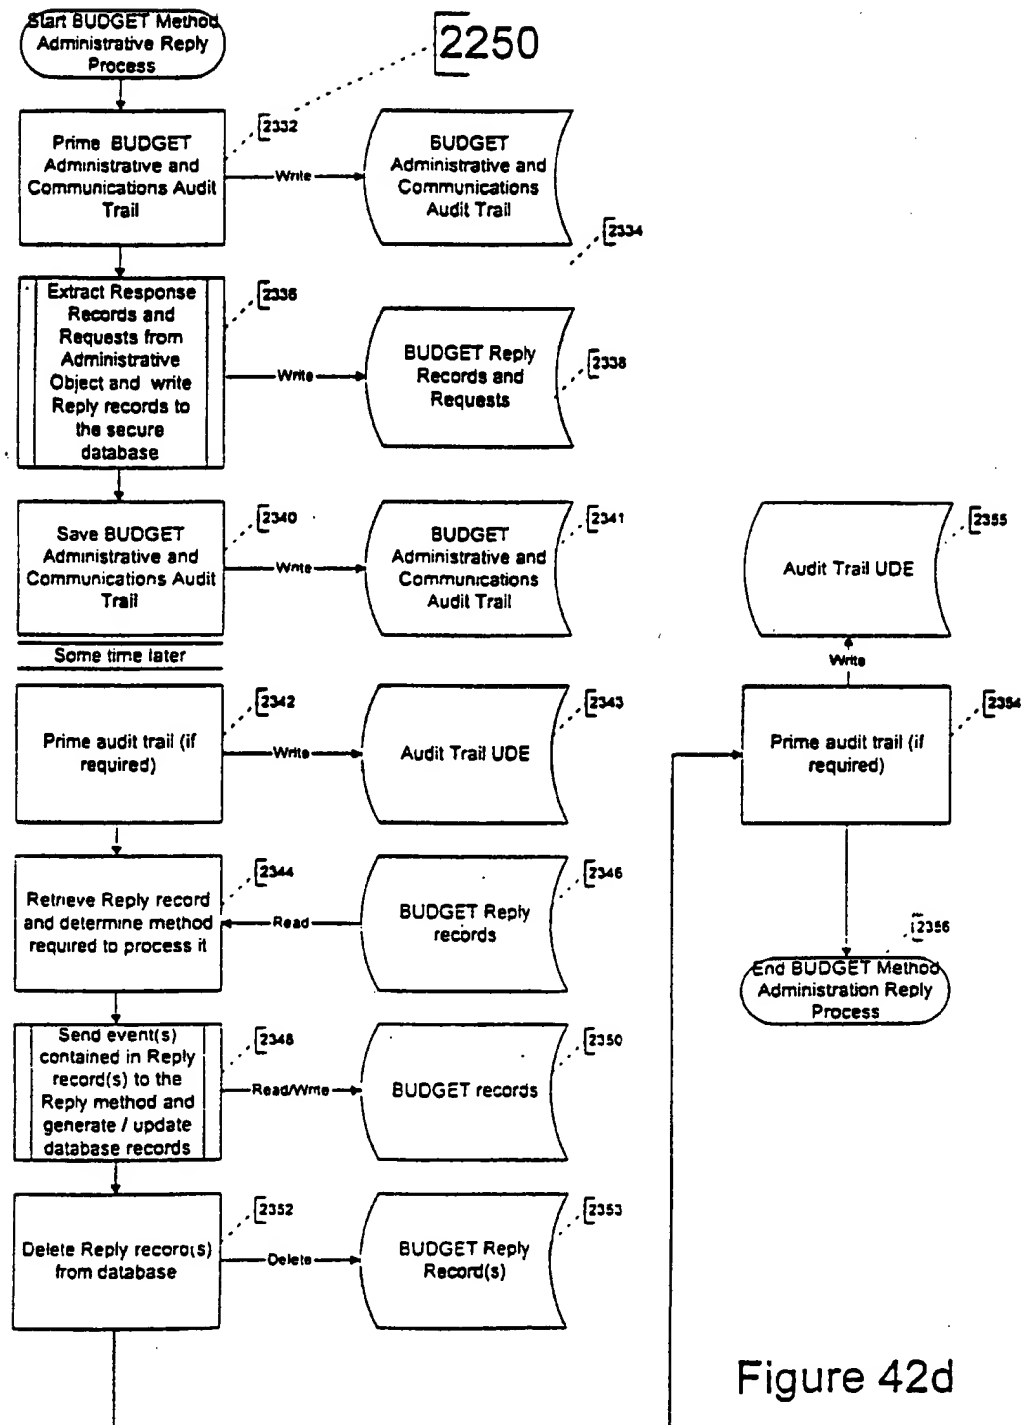 Start BUDGET Method
Administrative Reply
Process
2250
2332
Prime BUDGET
Administrative and
Communications Audit
Trail
Write
BUDGET
Administrative and
Communications
Audit Trail
2334
2336
Extract Response
Records and
Requests from
Administrative
Object and write
Reply records to
the secure
database
Write
BUDGET Reply
Records and
Requests
2338
2340
Save BUDGET
Administrative and
Communications Audit
Trail
Write
BUDGET
Administrative and
Communications
Audit Trail
2341
Some time later
2342
Prime audit trail (if
required)
Write
Audit Trail UDE
2343
2344
Retrieve Reply record
and determine method
required to process it
Read
BUDGET Reply
records
2346
2348
Send event(s)
contained in Reply
record(s) to the
Reply method and
generate / update
database records
Read/Write
BUDGET records
2350
2352
Delete Reply record(s)
from database
Delete
BUDGET Reply
Record(s)
2353
Audit Trail UDE
2355
Write
Prime audit trail (if
required)
2354
2356
End BUDGET Method
Administration Reply
Process
Figure 42d